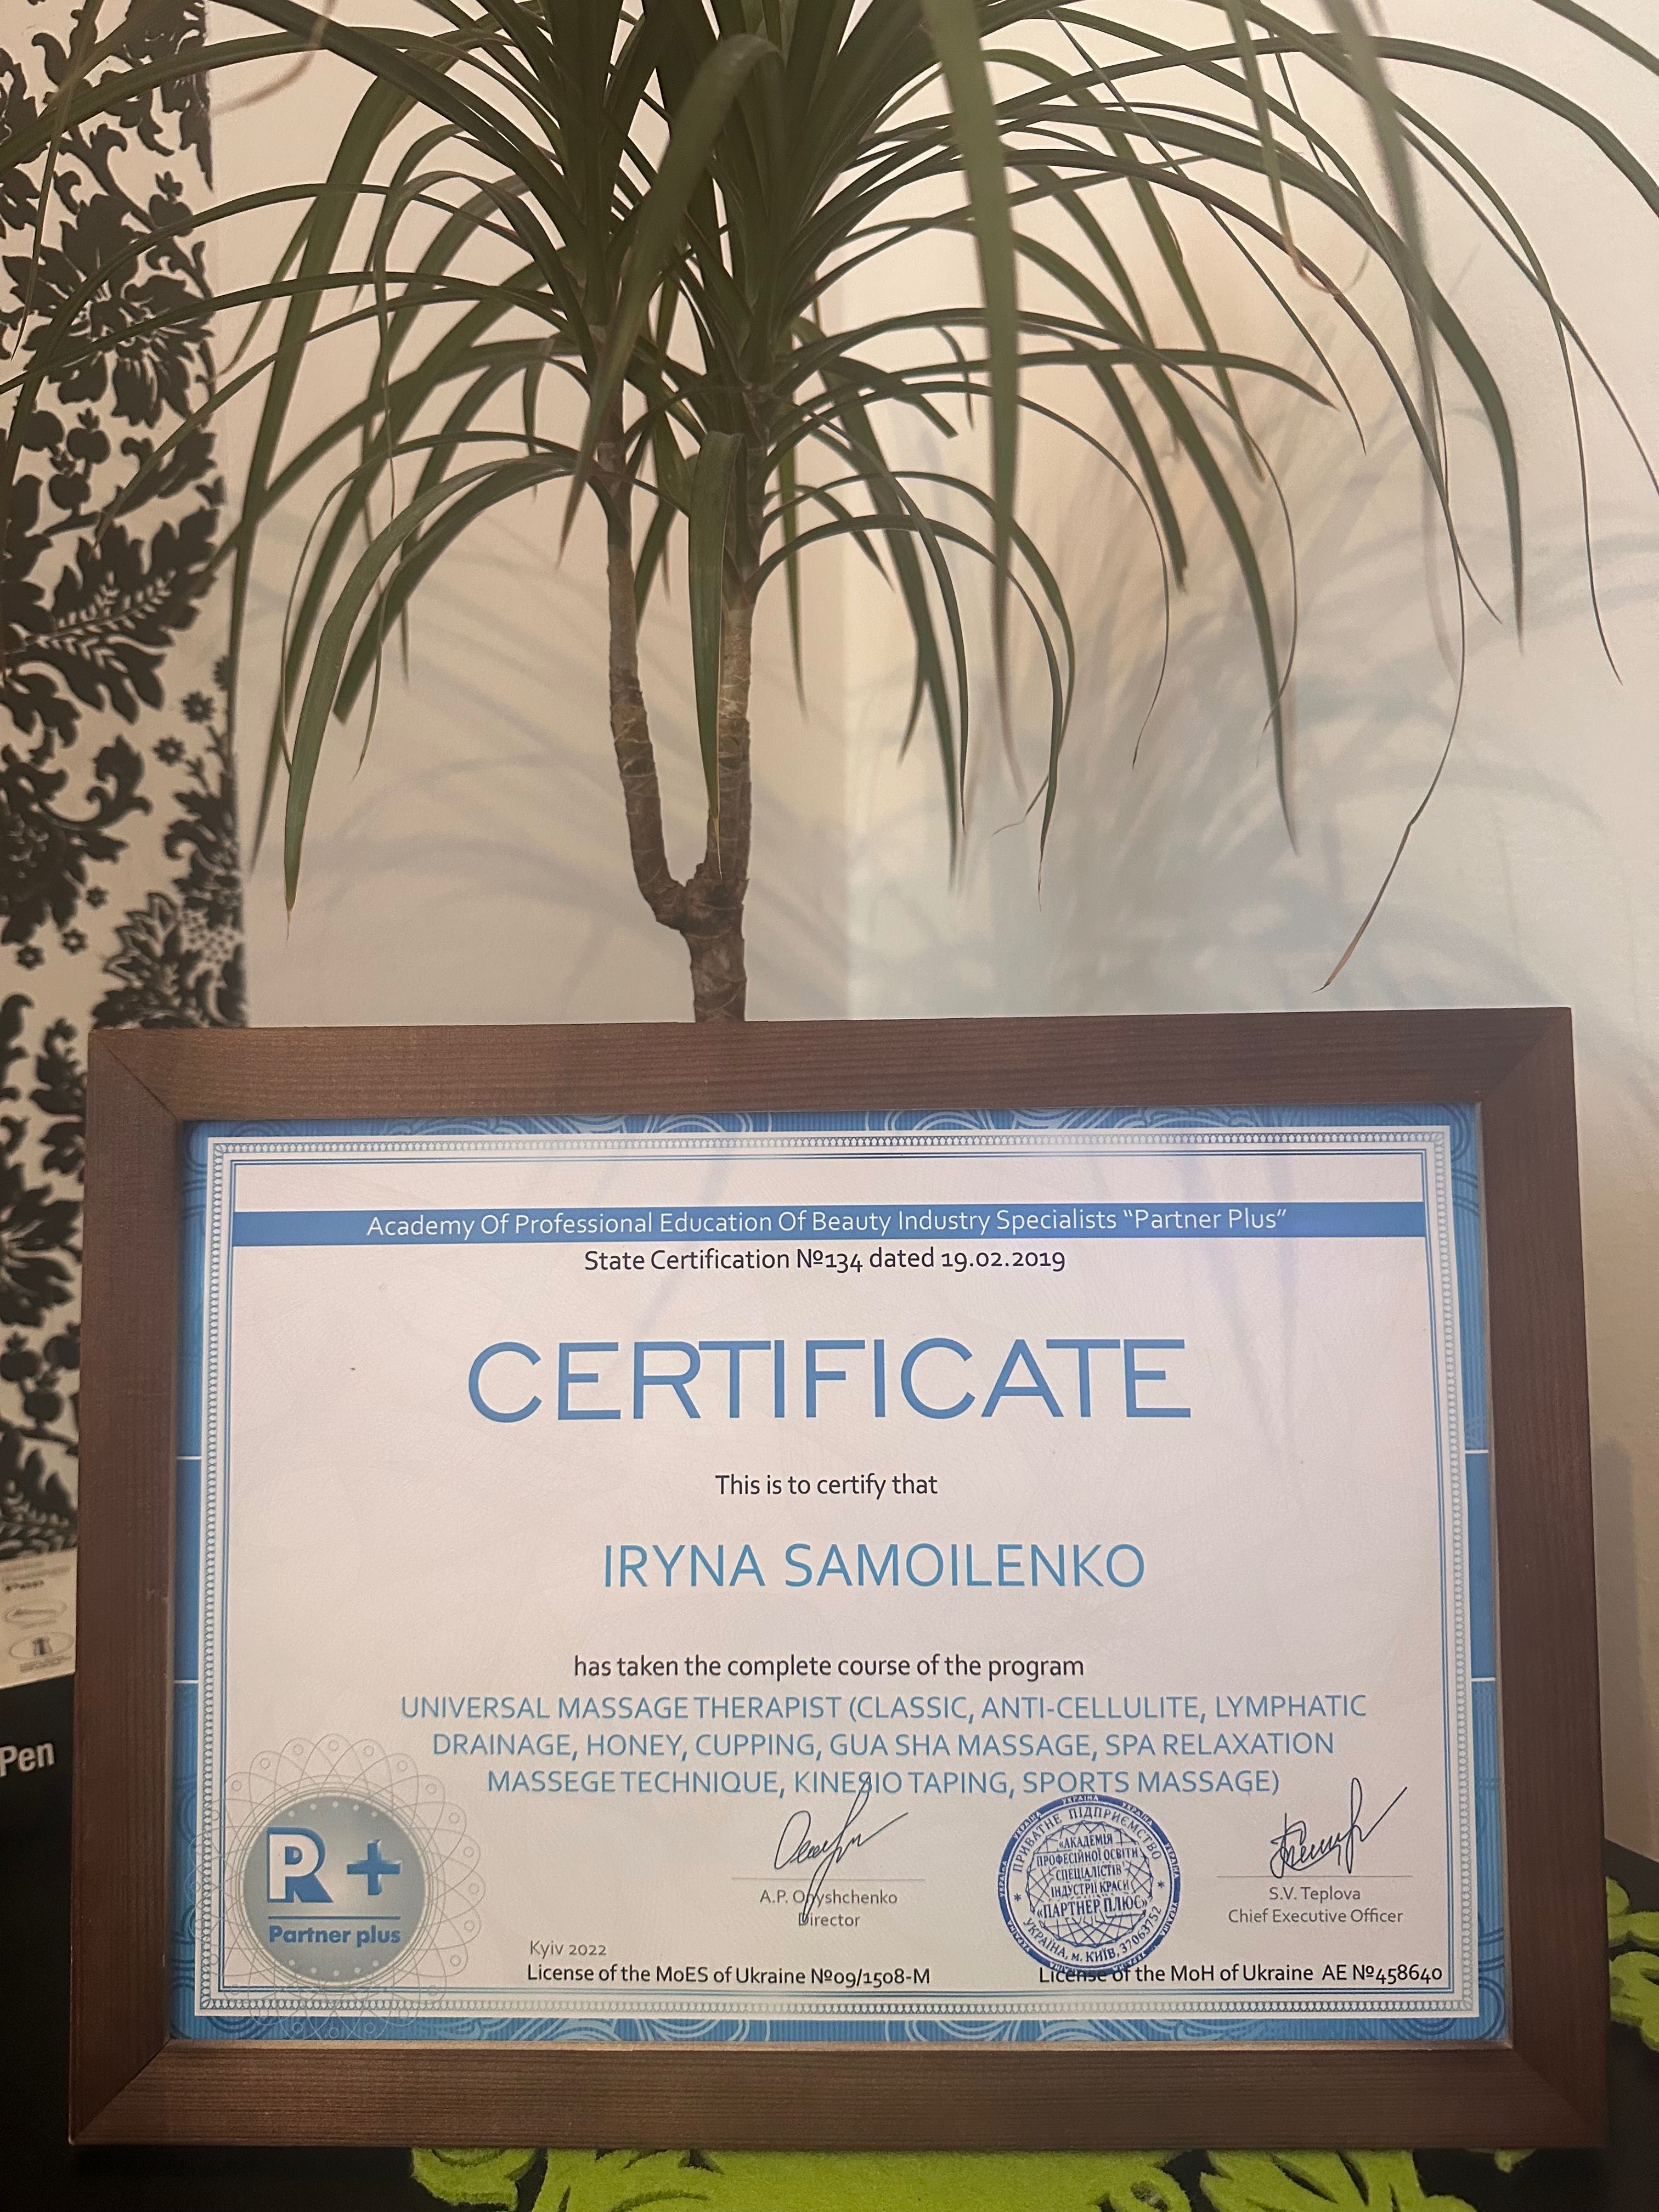 Academy Of Professional Education Of Beauty Industry Specialists “Partner Plus”
State Certification №134 dated 19.02.2019
CERTIFICATE
This is to certify that
IRYNA SAMOILENKO
has taken the complete course of the program
UNIVERSAL MASSAGE THERAPIST (CLASSIC, ANTI-CELLULITE, LYMPHATIC
DRAINAGE, HONEY, CUPPING, GUA SHA MASSAGE, SPA RELAXATION
MASSEGE TECHNIQUE, KINESIO TAPING, SPORTS MASSAGE)
Pen
R +
Partner plus
A.P. Onyshchenko
Director
УКРАЇНА
ПРИВАТНЕ ПІДПРИЄМСТВО
«АКАДЕМІЯ
ПРОФЕСІЙНОЇ ОСВІТИ
СПЕЦІАЛІСТІВ
ІНДУСТРІЇ КРАСИ
«ПАРТНЕР ПЛЮС»
УКРАЇНА, м. КИЇВ, 37063752
S.V. Teplova
Chief Executive Officer
Kyiv 2022
License of the MoES of Ukraine №09/1508-M
License of the MoH of Ukraine AE №458640